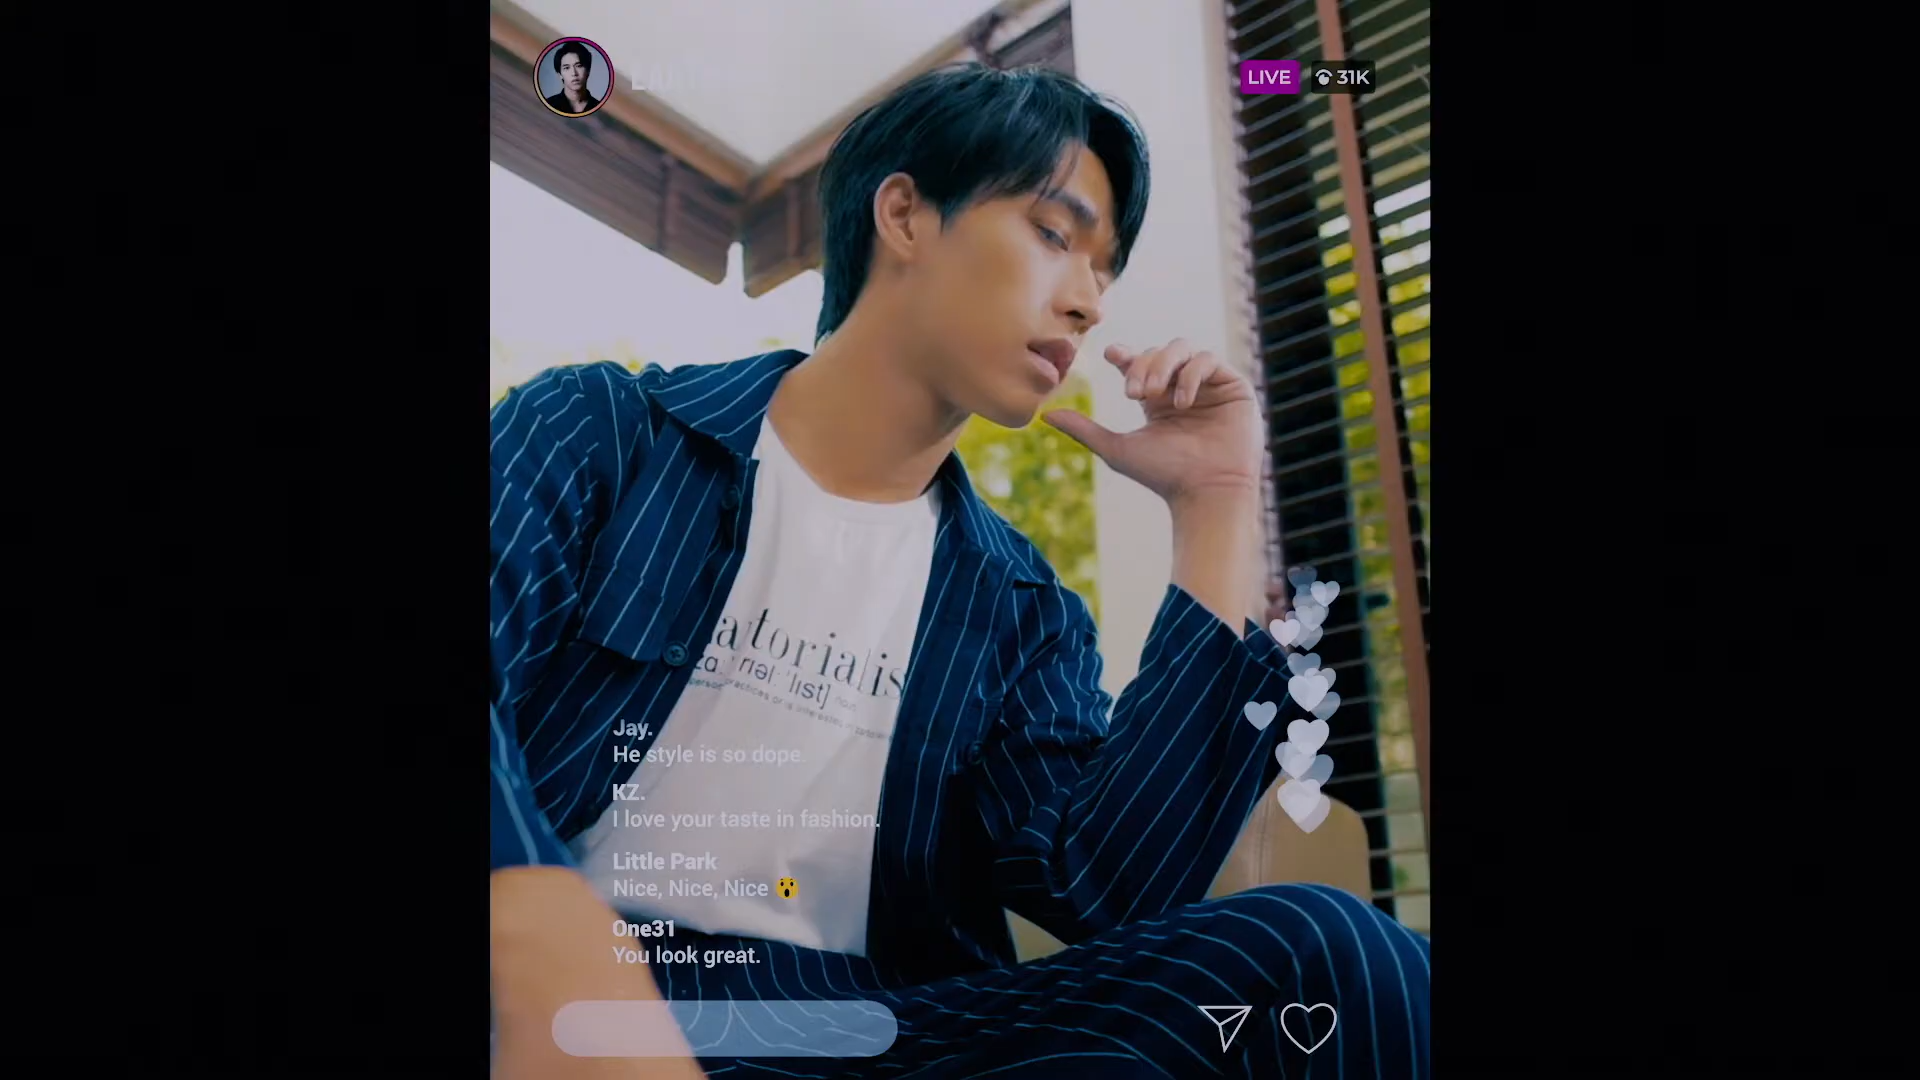 LIVE
31K
artorialis
Jay.
He style is so dope.
KZ.
I love your taste in fashion.
Little Park
Nice, Nice, Nice 😮
One31
You look great.